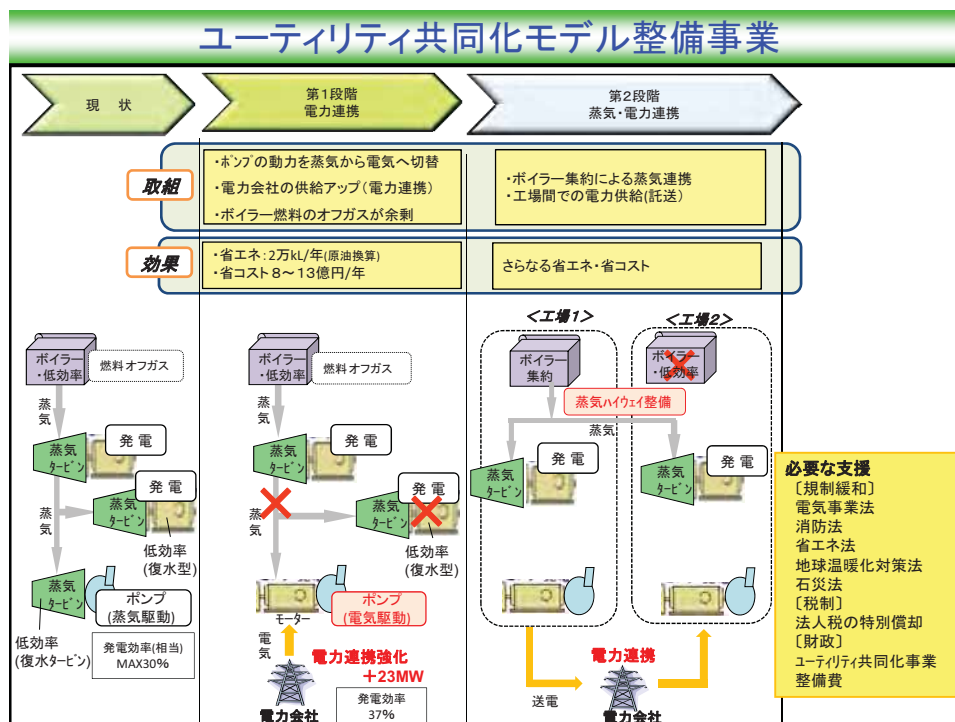 ユーティリティ共同化モデル整備事業
現 状
第1段階
電力連携
第2段階
蒸気・電力連携
取組
・ポンプの動力を蒸気から電気へ切替
・電力会社の供給アップ(電力連携)
・ボイラー燃料のオフガスが余剰
・ボイラー集約による蒸気連携
・工場間での電力供給(託送)
効果
・省エネ:2万kL/年(原油換算)
・省コスト8～13億円/年
さらなる省エネ・省コスト
ボイラー
・低効率
燃料オフガス
蒸気
蒸気
タービン
発電
蒸気
蒸気
タービン
発電
低効率
(復水型)
蒸気
タービン
ポンプ
(蒸気駆動)
低効率
(復水タービン)
発電効率(相当)
MAX30%
ボイラー
・低効率
燃料オフガス
蒸気
蒸気
タービン
発電
蒸気
蒸気
タービン
発電
低効率
(復水型)
モーター
ポンプ
(電気駆動)
電気
電力連携強化
+23MW
電力会社
発電効率
37%
<工場1>
ボイラー
集約
<工場2>
ボイラー
・低効率
蒸気ハイウェイ整備
蒸気
蒸気
タービン
発電
蒸気
タービン
発電
送電
電力連携
電力会社
必要な支援
〔規制緩和〕
電気事業法
消防法
省エネ法
地球温暖化対策法
石災法
〔税制〕
法人税の特別償却
〔財政〕
ユーティリティ共同化事業
整備費